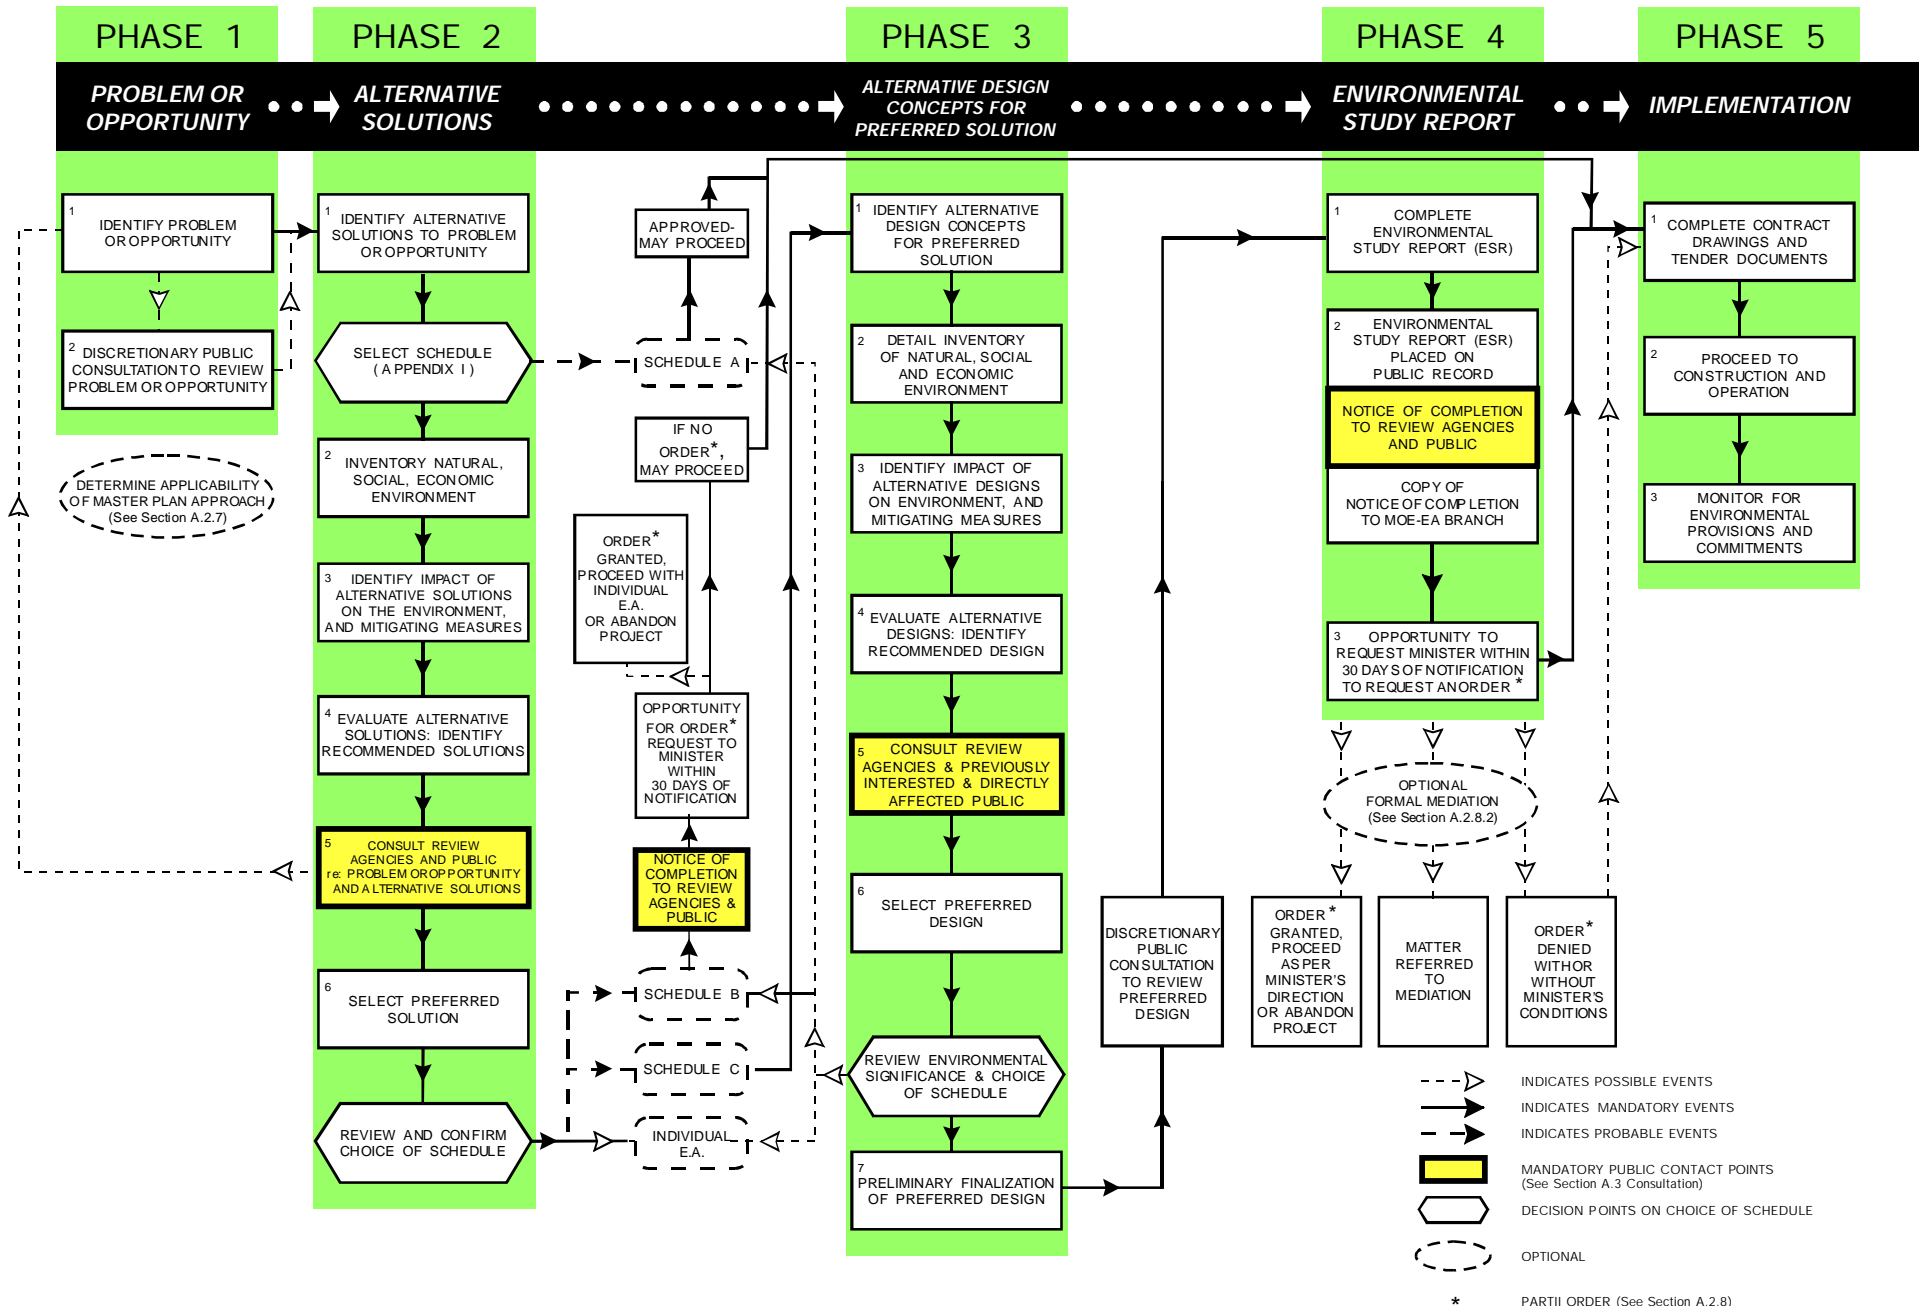 PHASE 1
PHASE 2
PHASE 3
PHASE 4
PHASE 5
PROBLEM OR
OPPORTUNITY
ALTERNATIVE
SOLUTIONS
ALTERNATIVE DESIGN
CONCEPTS FOR
PREFERRED SOLUTION
ENVIRONMENTAL
STUDY REPORT
IMPLEMENTATION
1
IDENTIFY PROBLEM
OR OPPORTUNITY
2
DISCRETIONARY PUBLIC
CONSULTATION TO REVIEW
PROBLEM OR OPPORTUNITY
DETERMINE APPLICABILITY
OF MASTER PLAN APPROACH
(See Section A.2.7)
1
IDENTIFY ALTERNATIVE
SOLUTIONS TO PROBLEM
OR OPPORTUNITY
SELECT SCHEDULE
( APPENDIX I )
2
INVENTORY NATURAL,
SOCIAL, ECONOMIC
ENVIRONMENT
3
IDENTIFY IMPACT OF
ALTERNATIVE SOLUTIONS
ON THE ENVIRONMENT,
AND MITIGATING MEASURES
4
EVALUATE ALTERNATIVE
SOLUTIONS: IDENTIFY
RECOMMENDED SOLUTIONS
5
CONSULT REVIEW
AGENCIES AND PUBLIC
re: PROBLEM OR OPPORTUNITY
AND ALTERNATIVE SOLUTIONS
6
SELECT PREFERRED
SOLUTION
REVIEW AND CONFIRM
CHOICE OF SCHEDULE
APPROVED-
MAY PROCEED
SCHEDULE A
IF NO
ORDER*,
MAY PROCEED
ORDER*
GRANTED,
PROCEED WITH
INDIVIDUAL
E.A.
OR ABANDON
PROJECT
OPPORTUNITY
FOR ORDER*
REQUEST TO
MINISTER
WITHIN
30 DAYS OF
NOTIFICATION
NOTICE OF
COMPLETION
TO REVIEW
AGENCIES &
PUBLIC
SCHEDULE B
SCHEDULE C
INDIVIDUAL
E.A.
1
IDENTIFY ALTERNATIVE
DESIGN CONCEPTS
FOR PREFERRED
SOLUTION
2
DETAIL INVENTORY
OF NATURAL, SOCIAL
AND ECONOMIC
ENVIRONMENT
3
IDENTIFY IMPACT OF
ALTERNATIVE DESIGNS
ON ENVIRONMENT, AND
MITIGATING MEASURES
4
EVALUATE ALTERNATIVE
DESIGNS: IDENTIFY
RECOMMENDED DESIGN
5
CONSULT REVIEW
AGENCIES & PREVIOUSLY
INTERESTED & DIRECTLY
AFFECTED PUBLIC
6
SELECT PREFERRED
DESIGN
REVIEW ENVIRONMENTAL
SIGNIFICANCE & CHOICE
OF SCHEDULE
7
PRELIMINARY FINALIZATION
OF PREFERRED DESIGN
DISCRETIONARY
PUBLIC
CONSULTATION
TO REVIEW
PREFERRED
DESIGN
1
COMPLETE
ENVIRONMENTAL
STUDY REPORT (ESR)
2
ENVIRONMENTAL
STUDY REPORT (ESR)
PLACED ON
PUBLIC RECORD
NOTICE OF COMPLETION
TO REVIEW AGENCIES
AND PUBLIC
COPY OF
NOTICE OF COMPLETION
TO MOE-EA BRANCH
3
OPPORTUNITY TO
REQUEST MINISTER WITHIN
30 DAYS OF NOTIFICATION
TO REQUEST AN ORDER *
OPTIONAL
FORMAL MEDIATION
(See Section A.2.8.2)
ORDER *
GRANTED,
PROCEED
AS PER
MINISTER'S
DIRECTION
OR ABANDON
PROJECT
MATTER
REFERRED
TO
MEDIATION
ORDER*
DENIED
WITH OR
WITHOUT
MINISTER'S
CONDITIONS
1
COMPLETE CONTRACT
DRAWINGS AND
TENDER DOCUMENTS
2
PROCEED TO
CONSTRUCTION AND
OPERATION
3
MONITOR FOR
ENVIRONMENTAL
PROVISIONS AND
COMMITMENTS
INDICATES POSSIBLE EVENTS
INDICATES MANDATORY EVENTS
INDICATES PROBABLE EVENTS
MANDATORY PUBLIC CONTACT POINTS
(See Section A.3 Consultation)
DECISION POINTS ON CHOICE OF SCHEDULE
OPTIONAL
* PART II ORDER (See Section A.2.8)